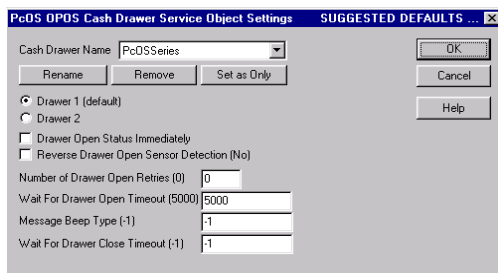 PcOS OPOS Cash Drawer Service Object Settings SUGGESTED DEFAULTS ...
Cash Drawer Name PcOSSeries
OK
Rename Remove Set as Only
Cancel
Drawer 1 (default)
Help
Drawer 2
Drawer Open Status Immediately
Reverse Drawer Open Sensor Detection (No)
Number of Drawer Open Retries (0) 0
Wait For Drawer Open Timeout (5000) 5000
Message Beep Type (-1) -1
Wait For Drawer Close Timeout (-1) -1